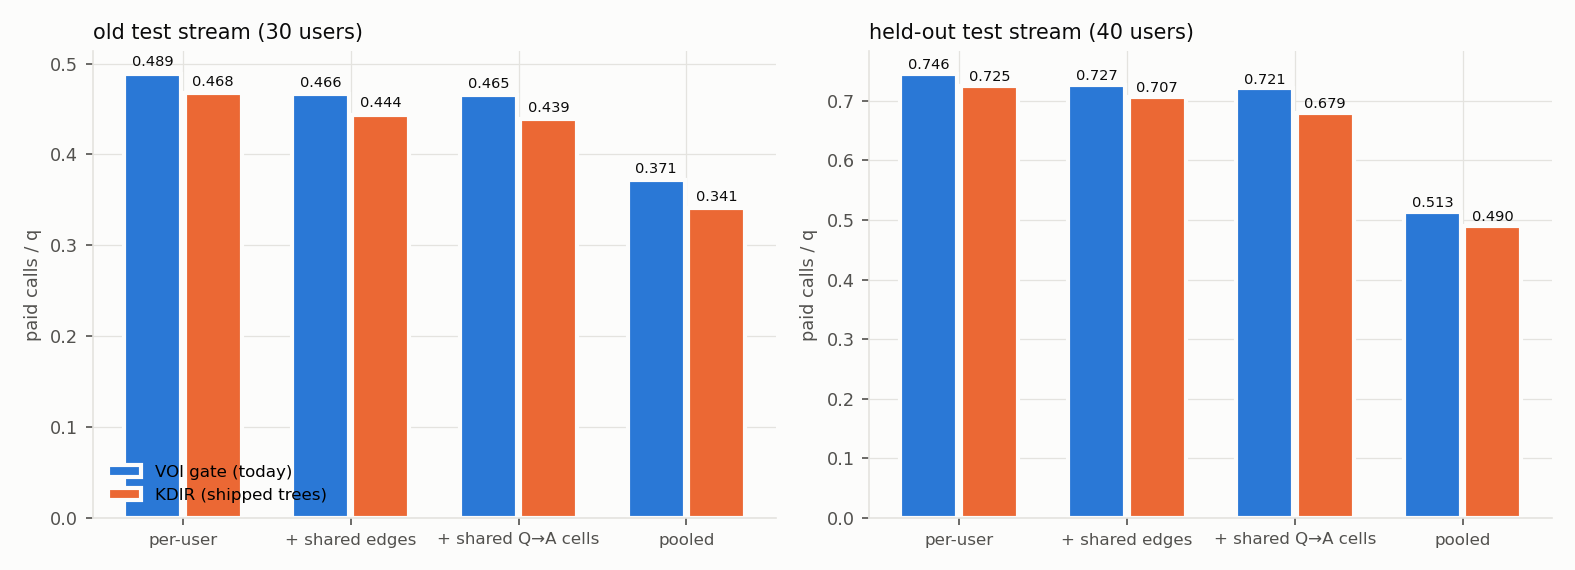 old test stream (30 users)
paid calls / q
0.5
0.4
0.3
0.2
0.1
0.0
0.489
0.468
0.466
0.444
0.465
0.439
0.371
0.341
VOI gate (today)
KDIR (shipped trees)
per-user
+ shared edges
+ shared Q→A cells
pooled
held-out test stream (40 users)
paid calls / q
0.7
0.6
0.5
0.4
0.3
0.2
0.1
0.0
0.746
0.725
0.727
0.707
0.721
0.679
0.513
0.490
per-user
+ shared edges
+ shared Q→A cells
pooled